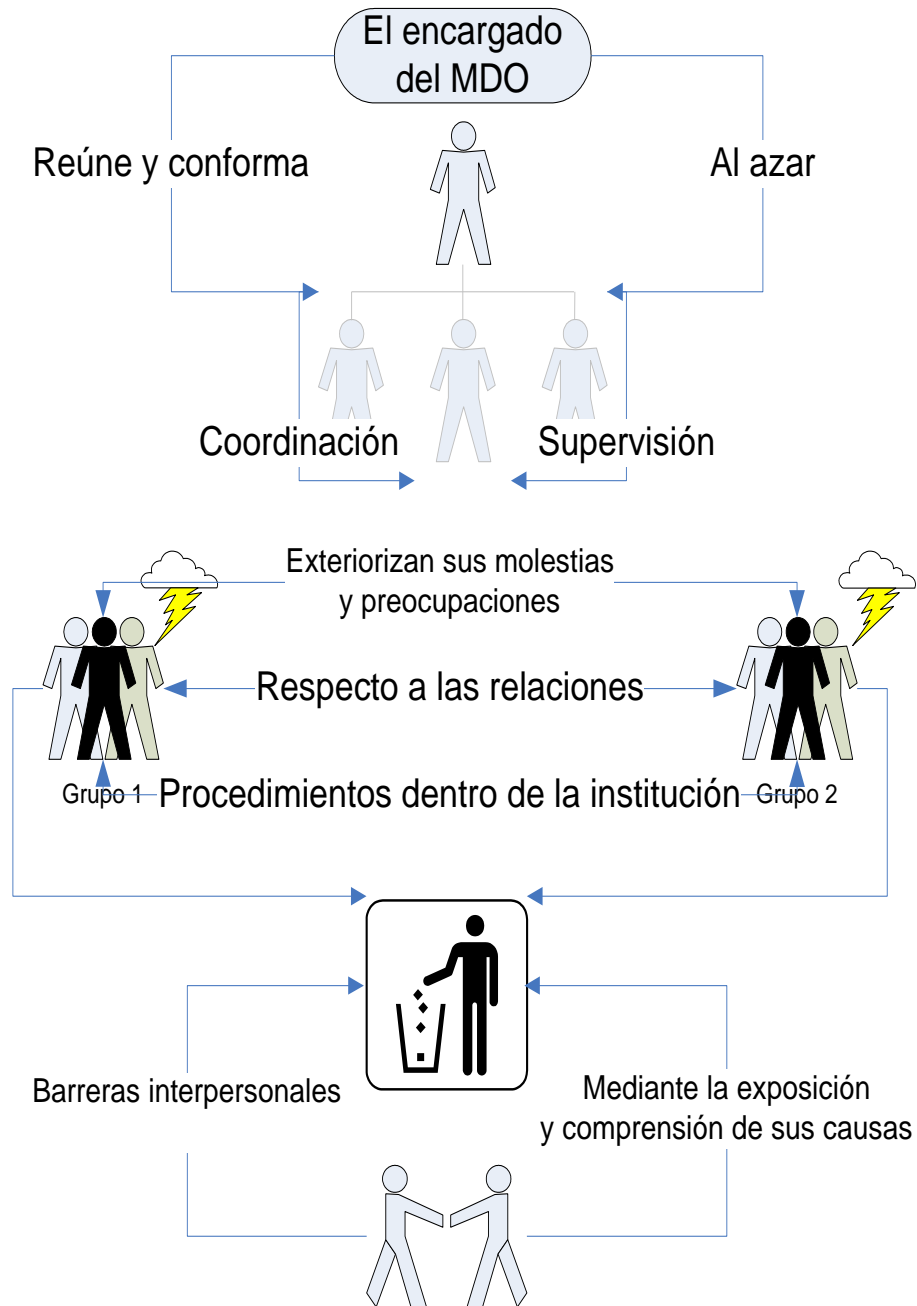 El encargado
del MDO
Reúne y conforma
Al azar
Coordinación
Supervisión
Exteriorizan sus molestias
y preocupaciones
Respecto a las relaciones
Grupo 1
Procedimientos dentro de la institución
Grupo 2
Barreras interpersonales
Mediante la exposición
y comprensión de sus causas